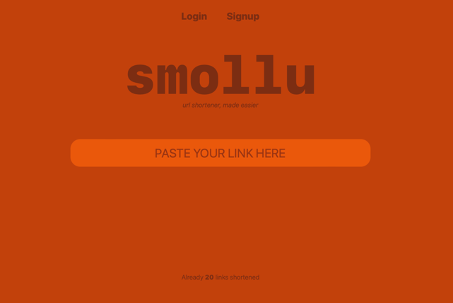 Login Signup
smollu
url shortener, made easier
PASTE YOUR LINK HERE
Already 20 links shortened